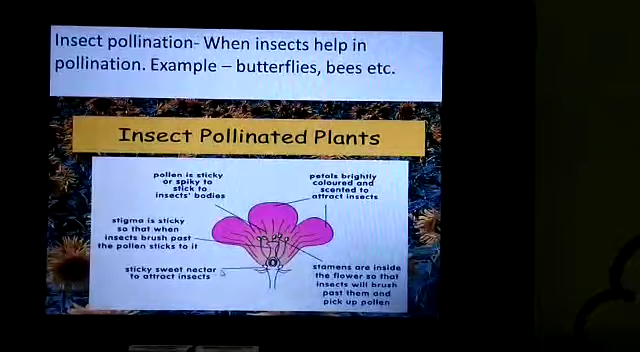 Insect pollination- When insects help in
pollination. Example – butterflies, bees etc.
Insect Pollinated Plants
pollen is sticky
or spiky to
stick to
insects' bodies
petals brightly
coloured and
scented to
attract insects
stigma is sticky
so that when
insects brush past
the pollen sticks to it
sticky sweet nectar
to attract insects
stamens are inside
the flower so that
insects will brush
past them and
pick up pollen